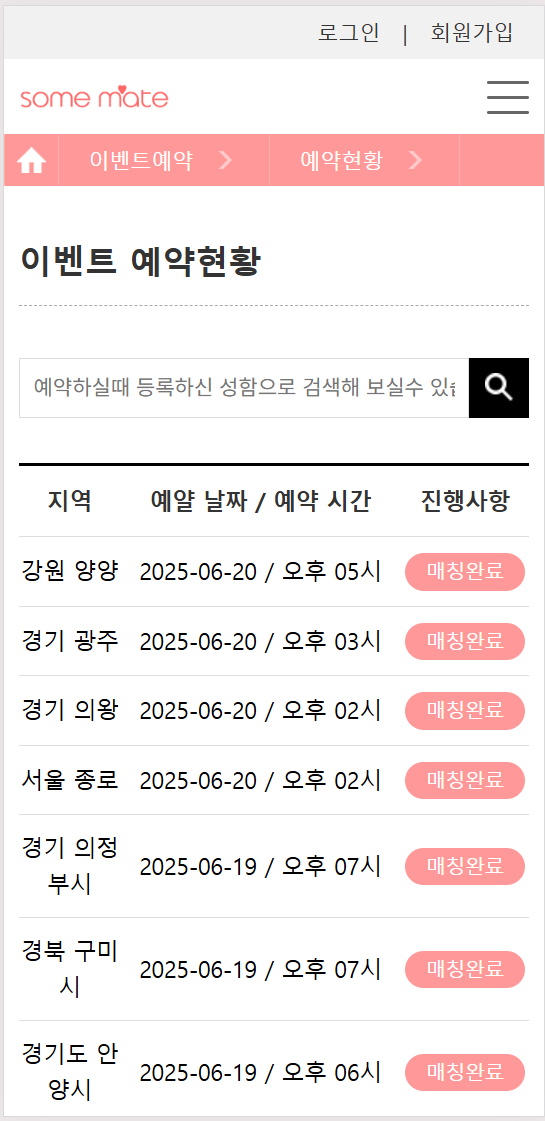 로그인 | 회원가입
some mate
이벤트예약 예약현황
이벤트 예약현황
예약하실때 등록하신 성함으로 검색해 보실수 있
지역 예얄 날짜 / 예약 시간 진행사항
강원 양양 2025-06-20 / 오후 05시 매칭완료
경기 광주 2025-06-20 / 오후 03시 매칭완료
경기 의왕 2025-06-20 / 오후 02시 매칭완료
서울 종로 2025-06-20 / 오후 02시 매칭완료
경기 의정
부시 2025-06-19 / 오후 07시 매칭완료
경북 구미
시 2025-06-19 / 오후 07시 매칭완료
경기도 안
양시 2025-06-19 / 오후 06시 매칭완료